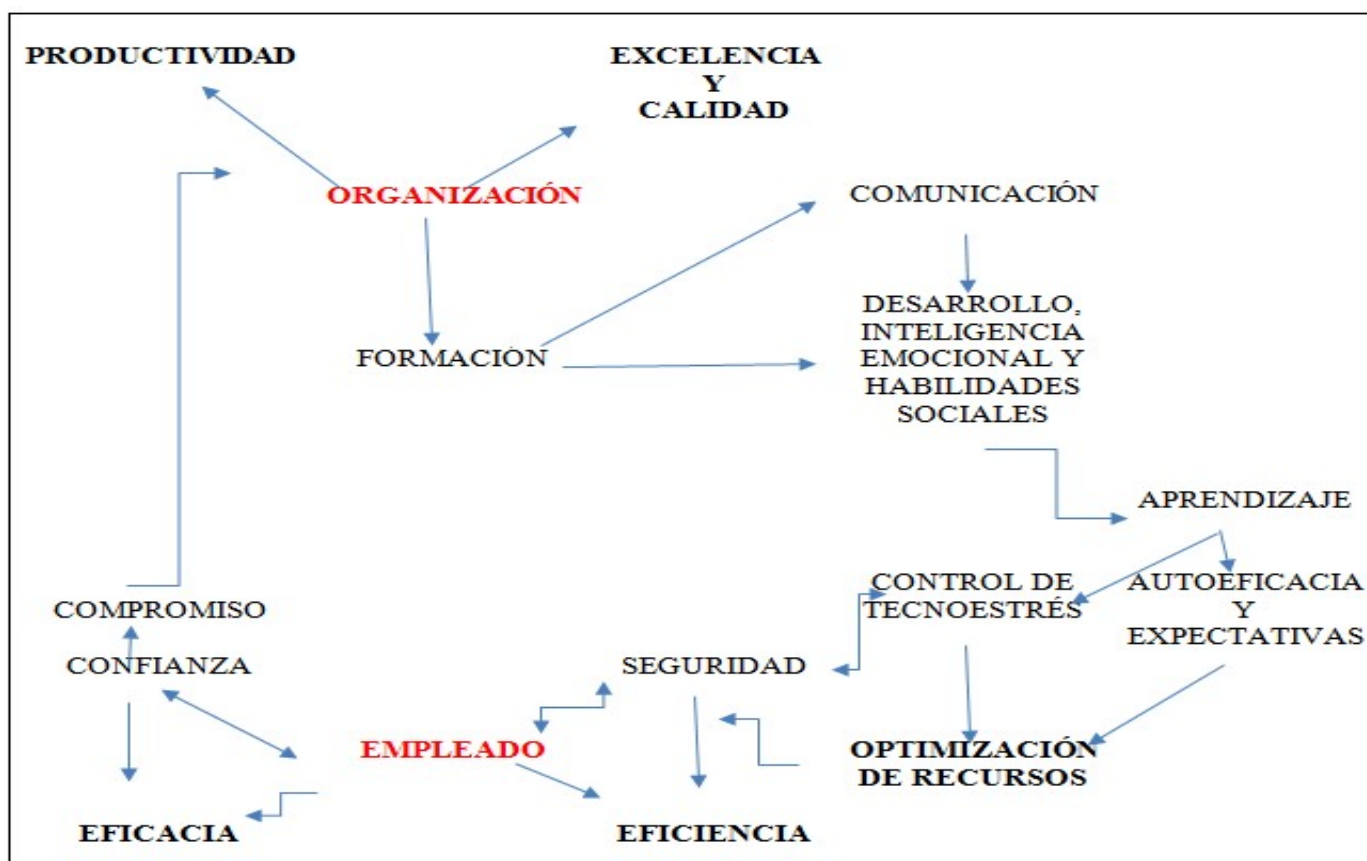 PRODUCTIVIDAD
EXCELENCIA
Y
CALIDAD
ORGANIZACIÓN
COMUNICACIÓN
FORMACIÓN
DESARROLLO,
INTELIGENCIA
EMOCIONAL Y
HABILIDADES
SOCIALES
APRENDIZAJE
CONTROL DE
TECNOESTRÉS
AUTOEFICACIA
Y
EXPECTATIVAS
COMPROMISO
CONFIANZA
SEGURIDAD
EMPLEADO
OPTIMIZACIÓN
DE RECURSOS
EFICACIA
EFICIENCIA